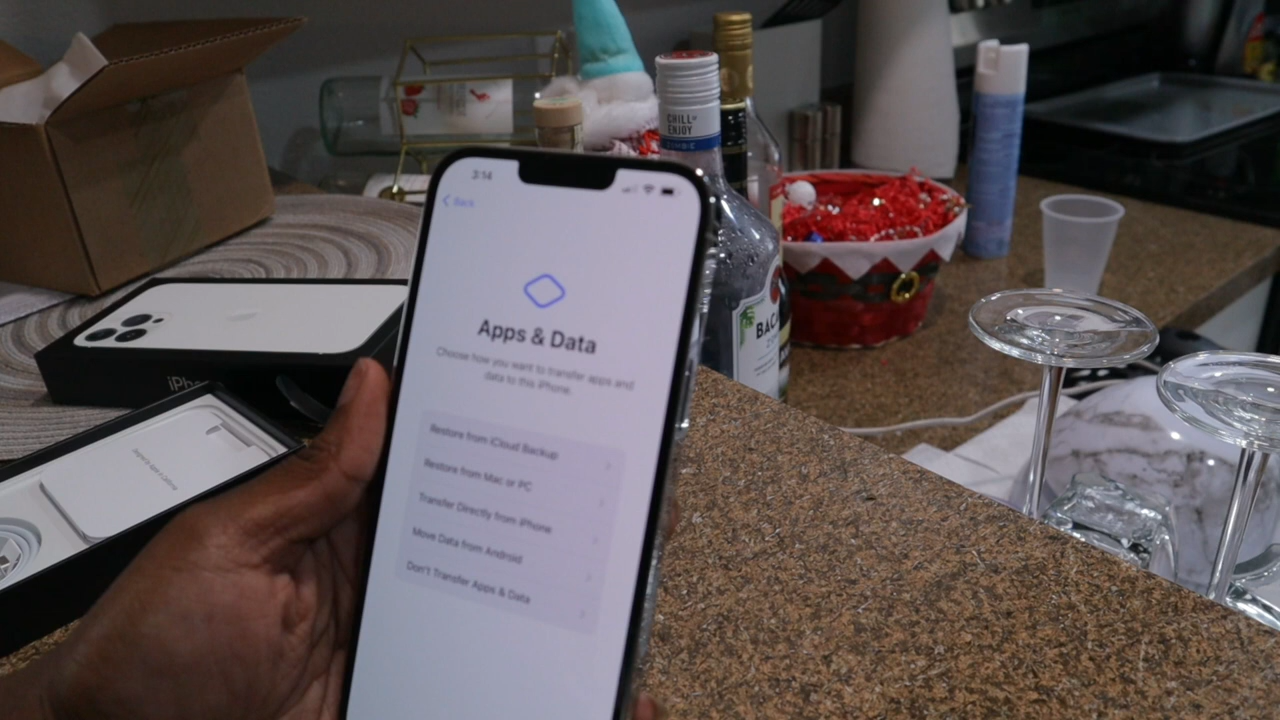 3:14
Back
Apps & Data
Choose how you want to transfer apps and
data to this iPhone.
Restore from iCloud Backup
Restore from Mac or PC
Transfer Directly from iPhone
Move Data from Android
Don't Transfer Apps & Data
CHILL
ENJOY